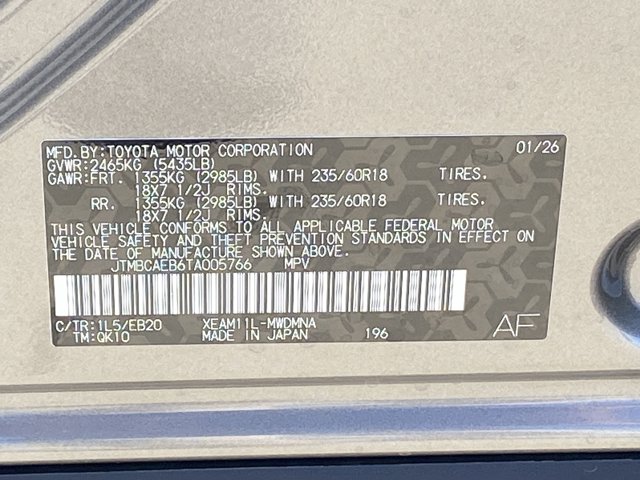 MFD.BY:TOYOTA MOTOR CORPORATION 01/26
GVWR:2465KG (5435LB)
GAWR:FRT. 1355KG (2985LB) WITH 235/60R18 TIRES.
18X7 1/2J RIMS.
RR. 1355KG (2985LB) WITH 235/60R18 TIRES.
18X7 1/2J RIMS.
THIS VEHICLE CONFORMS TO ALL APPLICABLE FEDERAL MOTOR
VEHICLE SAFETY AND THEFT PREVENTION STANDARDS IN EFFECT ON
THE DATE OF MANUFACTURE SHOWN ABOVE.
JTMBCAEB6TA005766 MPV
C/TR:1L5/EB20 XEAM11L-MWDMNA
TM:QK10 MADE IN JAPAN 196 AF